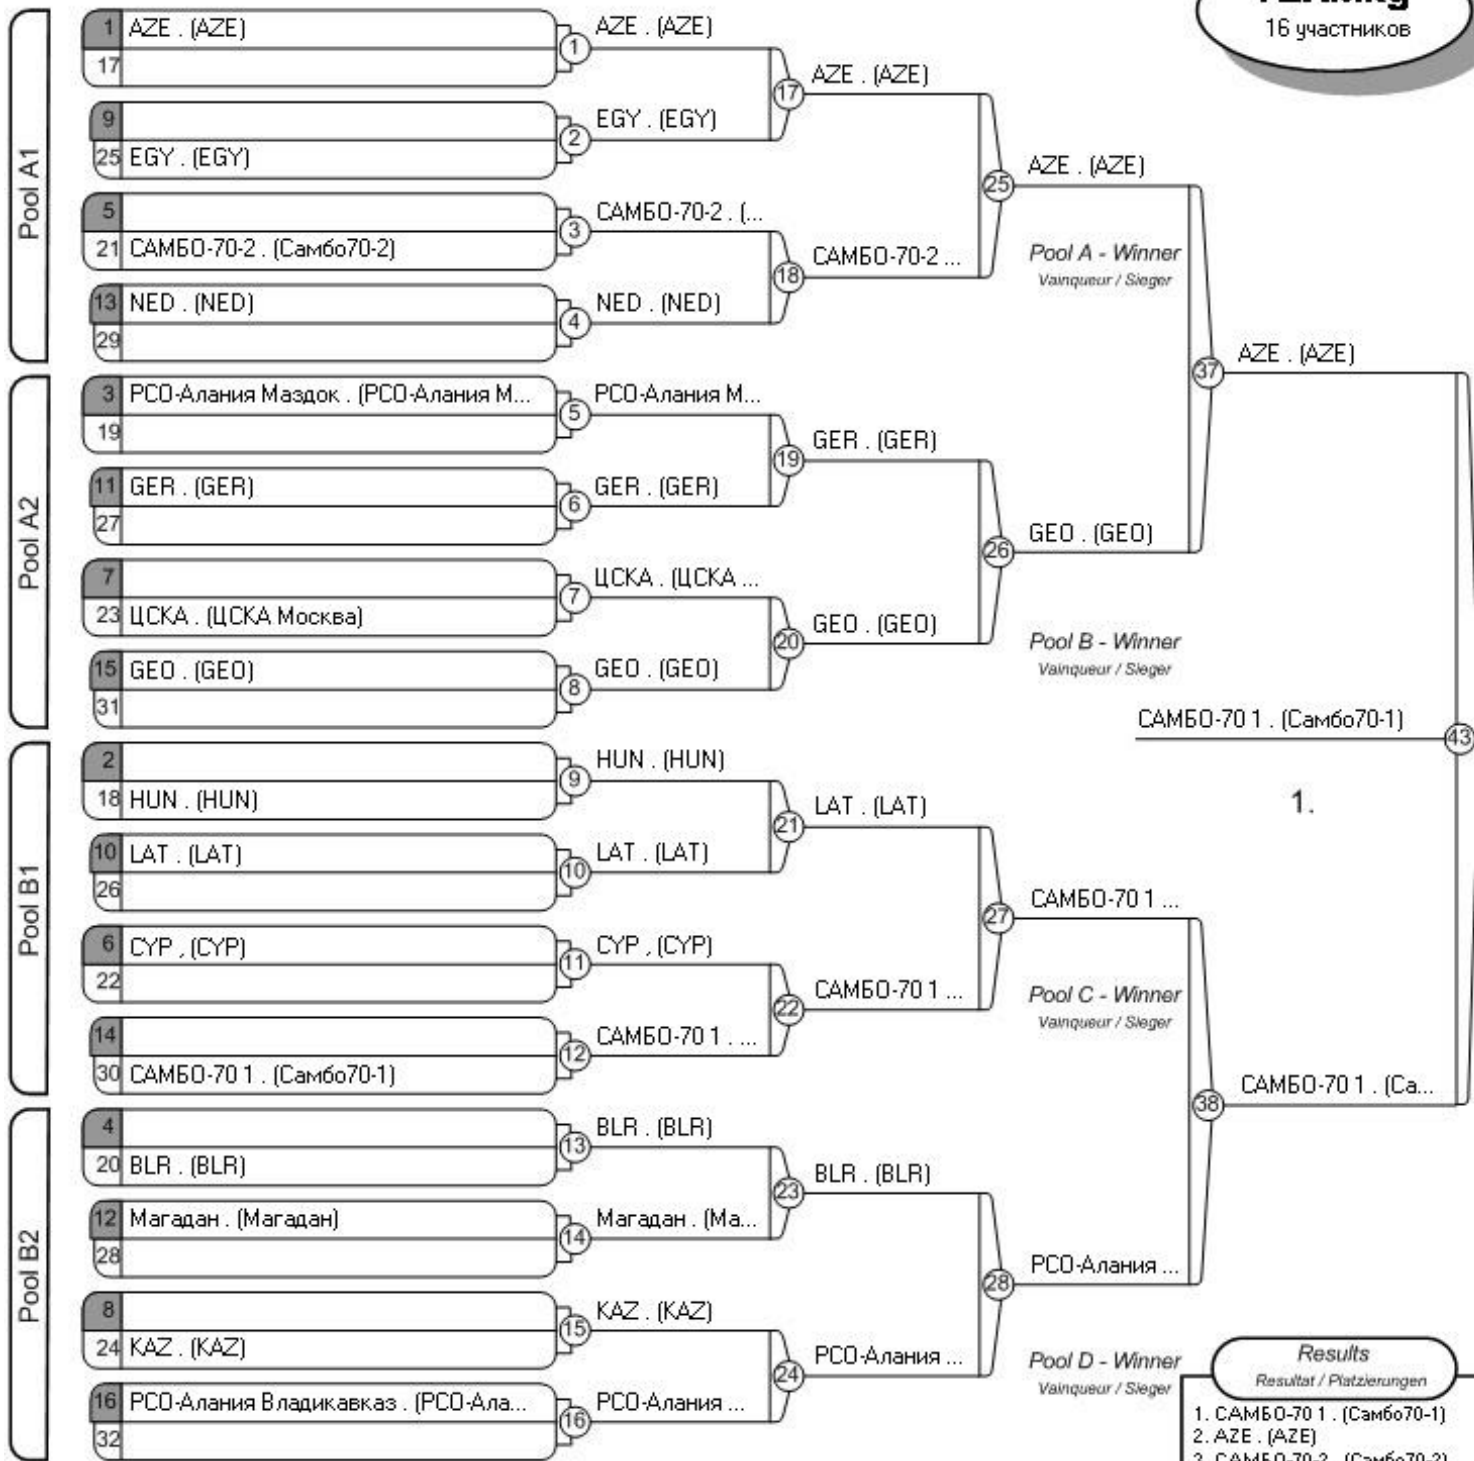 16 участников
Pool A1
1 AZE . (AZE)
17
1
AZE . (AZE)
9
25 EGY . (EGY)
2
EGY . (EGY)
5
21 САМБО-70-2 . (Самбо70-2)
3
САМБО-70-2 . (...
13 NED . (NED)
29
4
NED . (NED)
17
AZE . (AZE)
18
САМБО-70-2 ...
25
AZE . (AZE)
Pool A - Winner
Vainqueur / Sieger
Pool A2
3 РСО-Алания Маздок . (РСО-Алания М...
19
5
РСО-Алания М...
11 GER . (GER)
27
6
GER . (GER)
7
23 ЦСКА . (ЦСКА Москва)
7
ЦСКА . (ЦСКА ...
15 GEO . (GEO)
31
8
GEO . (GEO)
19
GER . (GER)
20
GEO . (GEO)
26
GEO . (GEO)
Pool B - Winner
Vainqueur / Sieger
37
AZE . (AZE)
САМБО-70 1 . (Самбо70-1)
43
1.
Pool B1
2
18 HUN . (HUN)
9
HUN . (HUN)
10 LAT . (LAT)
26
10
LAT . (LAT)
6 CYP , (CYP)
22
11
CYP , (CYP)
14
30 САМБО-70 1 . (Самбо70-1)
12
САМБО-70 1 . ...
21
LAT . (LAT)
22
САМБО-70 1 ...
27
САМБО-70 1 ...
Pool C - Winner
Vainqueur / Sieger
38
САМБО-70 1 . (Са...
Pool B2
4
20 BLR . (BLR)
13
BLR . (BLR)
12 Магадан . (Магадан)
28
14
Магадан . (Ма...
8
24 KAZ . (KAZ)
15
KAZ . (KAZ)
16 РСО-Алания Владикавказ . (РСО-Ала...
32
16
РСО-Алания ...
23
BLR . (BLR)
24
РСО-Алания ...
28
РСО-Алания ...
Pool D - Winner
Vainqueur / Sieger
Results
Resultat / Platzierungen
1. САМБО-70 1 . (Самбо70-1)
2. AZE . (AZE)
3. САМБО-70-2 . (Самбо70-2)